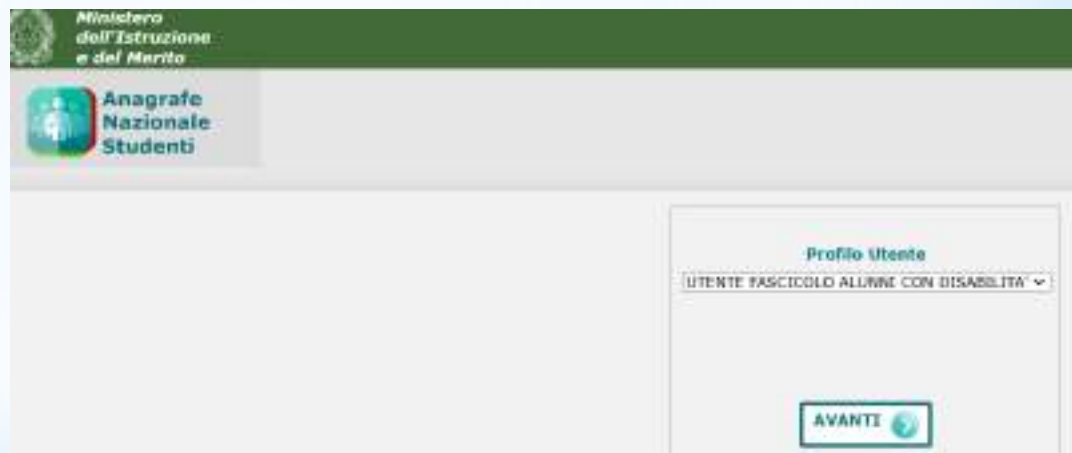 Ministero
dell'Istruzione
e del Merito
Anagrafe
Nazionale
Studenti
Profilo Utente
UTENTE FASCICOLO ALUNNI CON DISABILITA'
AVANTI